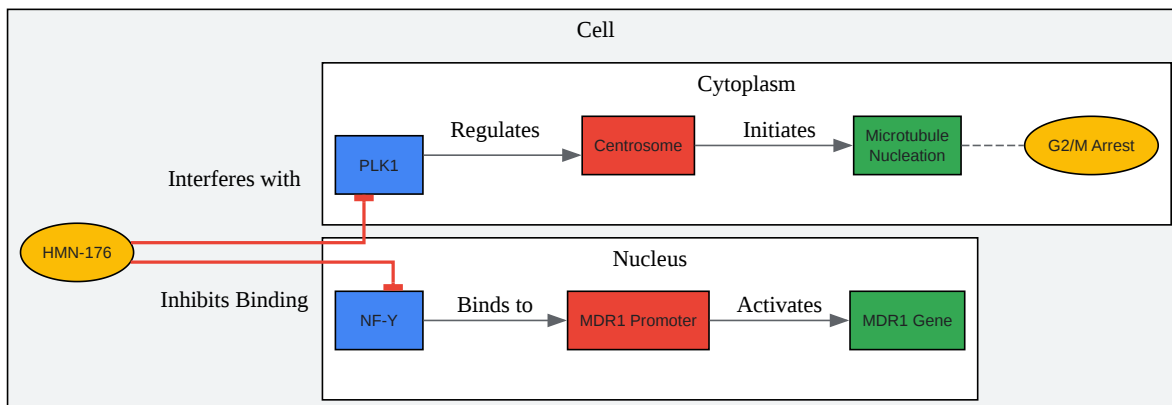 Cell
Cytoplasm
Regulates
Initiates
PLK1
Centrosome
Microtubule
Nucleation
G2/M Arrest
Interferes with
HMN-176
Inhibits Binding
Nucleus
Binds to
Activates
NF-Y
MDR1 Promoter
MDR1 Gene